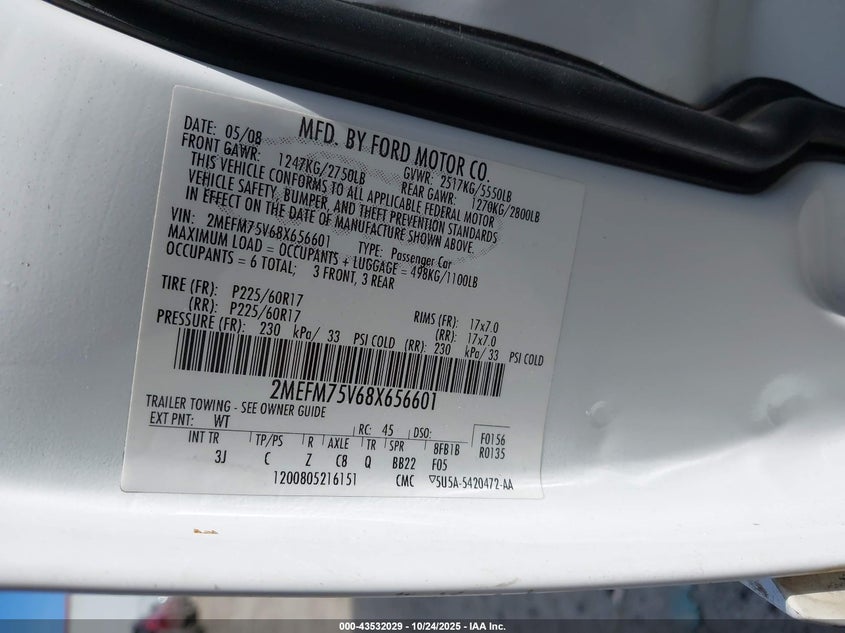 DATE: 05/08 MFD. BY FORD MOTOR CO.
FRONT GAWR: 1247KG/2750LB GVWR: 2517KG/5550LB
REAR GAWR: 1270KG/2800LB
THIS VEHICLE CONFORMS TO ALL APPLICABLE FEDERAL MOTOR
VEHICLE SAFETY, BUMPER, AND THEFT PREVENTION STANDARDS
IN EFFECT ON THE DATE OF MANUFACTURE SHOWN ABOVE.
VIN: 2MEFM75V68X656601 TYPE: Passenger Car
MAXIMUM LOAD = OCCUPANTS + LUGGAGE = 498KG/1100LB
OCCUPANTS = 6 TOTAL; 3 FRONT, 3 REAR
TIRE (FR): P225/60R17 RIMS (FR): 17x7.0
(RR): P225/60R17 (RR): 17x7.0
PRESSURE (FR): 230 kPa/ 33 PSI COLD (RR): 230 kPa/ 33 PSI COLD
2MEFM75V68X656601
TRAILER TOWING - SEE OWNER GUIDE
EXT PNT: WT RC: 45 DSO: F0156
INT TR TP/PS R AXLE TR SPR 8FB1B R0135
3J C Z C8 Q BB22 F05
1200805216151 CMC ▽5U5A-5420472-AA
000-43532029 - 10/24/2025 - IAA Inc.